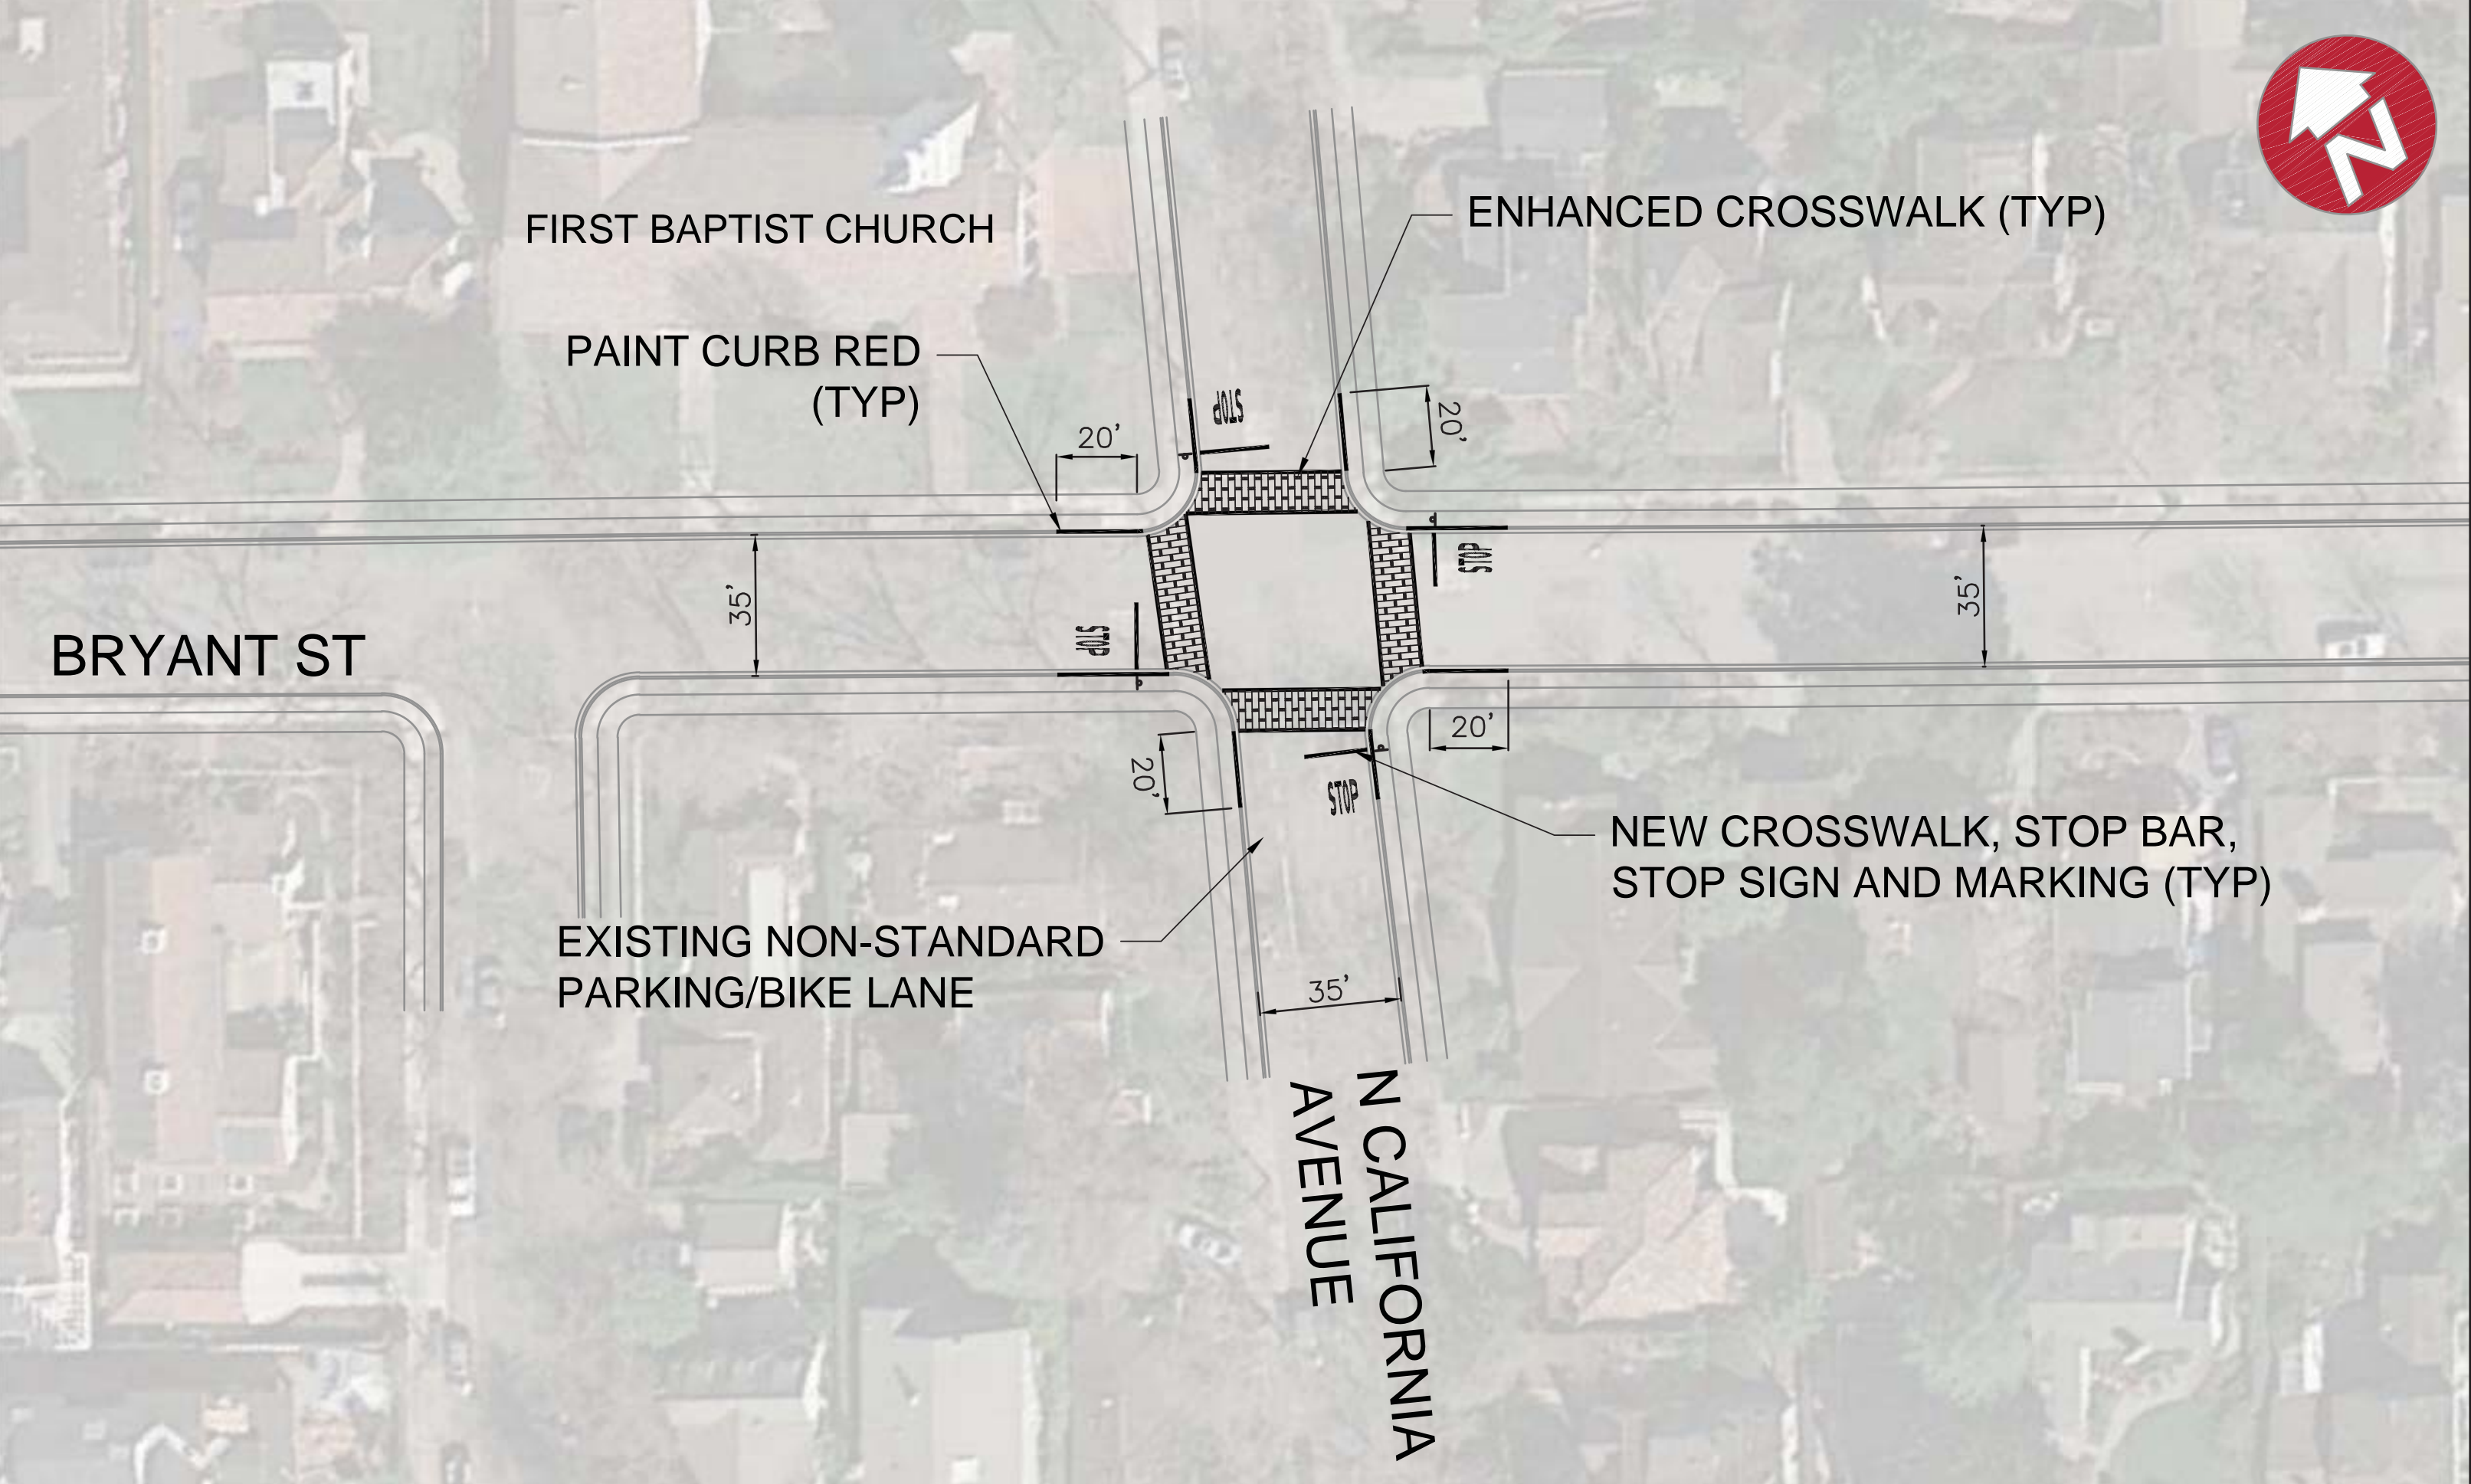 N
FIRST BAPTIST CHURCH
ENHANCED CROSSWALK (TYP)
PAINT CURB RED
(TYP)
STOP
20'
20'
35'
STOP
35'
STOP
BRYANT ST
20'
20'
STOP
NEW CROSSWALK, STOP BAR,
STOP SIGN AND MARKING (TYP)
EXISTING NON-STANDARD
PARKING/BIKE LANE
35'
N CALIFORNIA
AVENUE